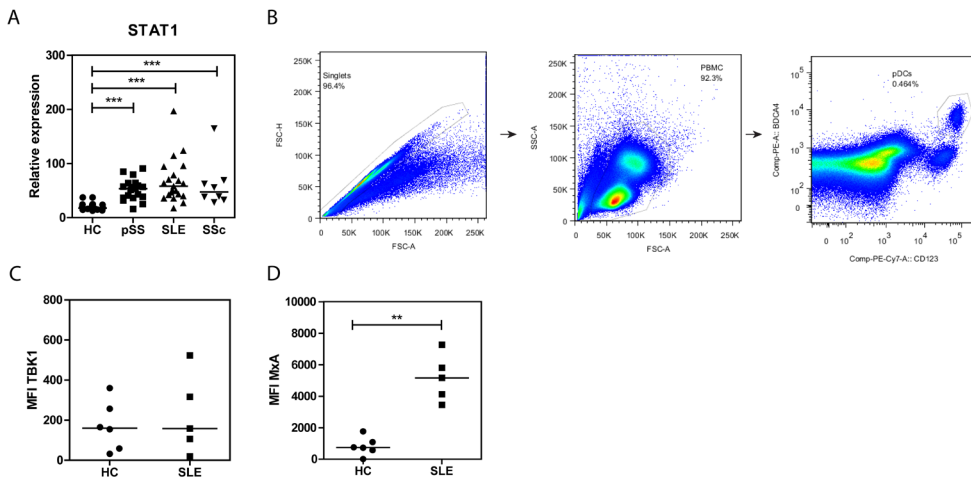 A
STAT1
Relative expression
300
200
100
50
0
***
***
***
HC pSS SLE SSc
B
Singlets
96.4%
FSC-H
250K
200K
150K
100K
50K
0
0 50K 100K 150K 200K 250K
FSC-A
PBMC
92.3%
SSC-A
250K
200K
150K
100K
50K
0
0 50K 100K 150K 200K 250K
FSC-A
pDCs
0.464%
Comp-PE-A:: BDCA4
10^5
10^4
10^3
10^2
0
0 10^2 10^3 10^4 10^5
Comp-PE-Cy7-A:: CD123
C
MFI TBK1
800
600
400
200
0
HC SLE
D
MFI MxA
10000
8000
6000
4000
2000
0
**
HC SLE